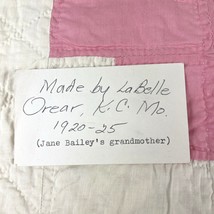 Made by LaBelle
Orear, K.C. Mo.
1920-25
(Jane Bailey's grandmother)